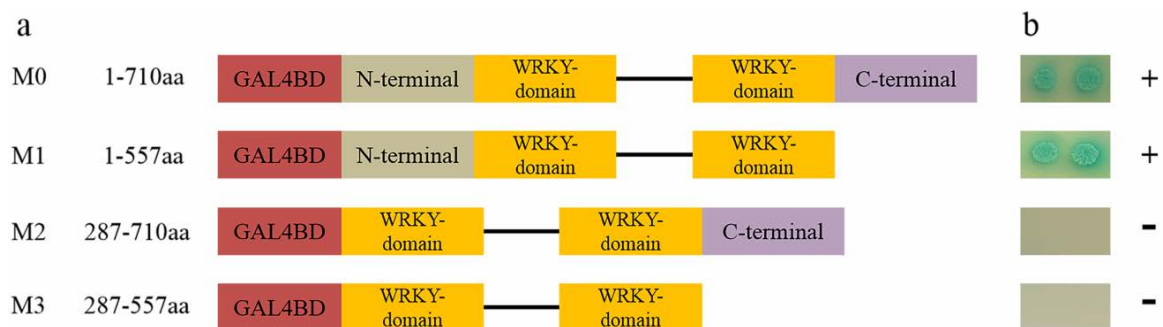 a b
M0 1-710aa GAL4BD N-terminal WRKY-domain WRKY-domain C-terminal +
M1 1-557aa GAL4BD N-terminal WRKY-domain WRKY-domain +
M2 287-710aa GAL4BD WRKY-domain WRKY-domain C-terminal -
M3 287-557aa GAL4BD WRKY-domain WRKY-domain -